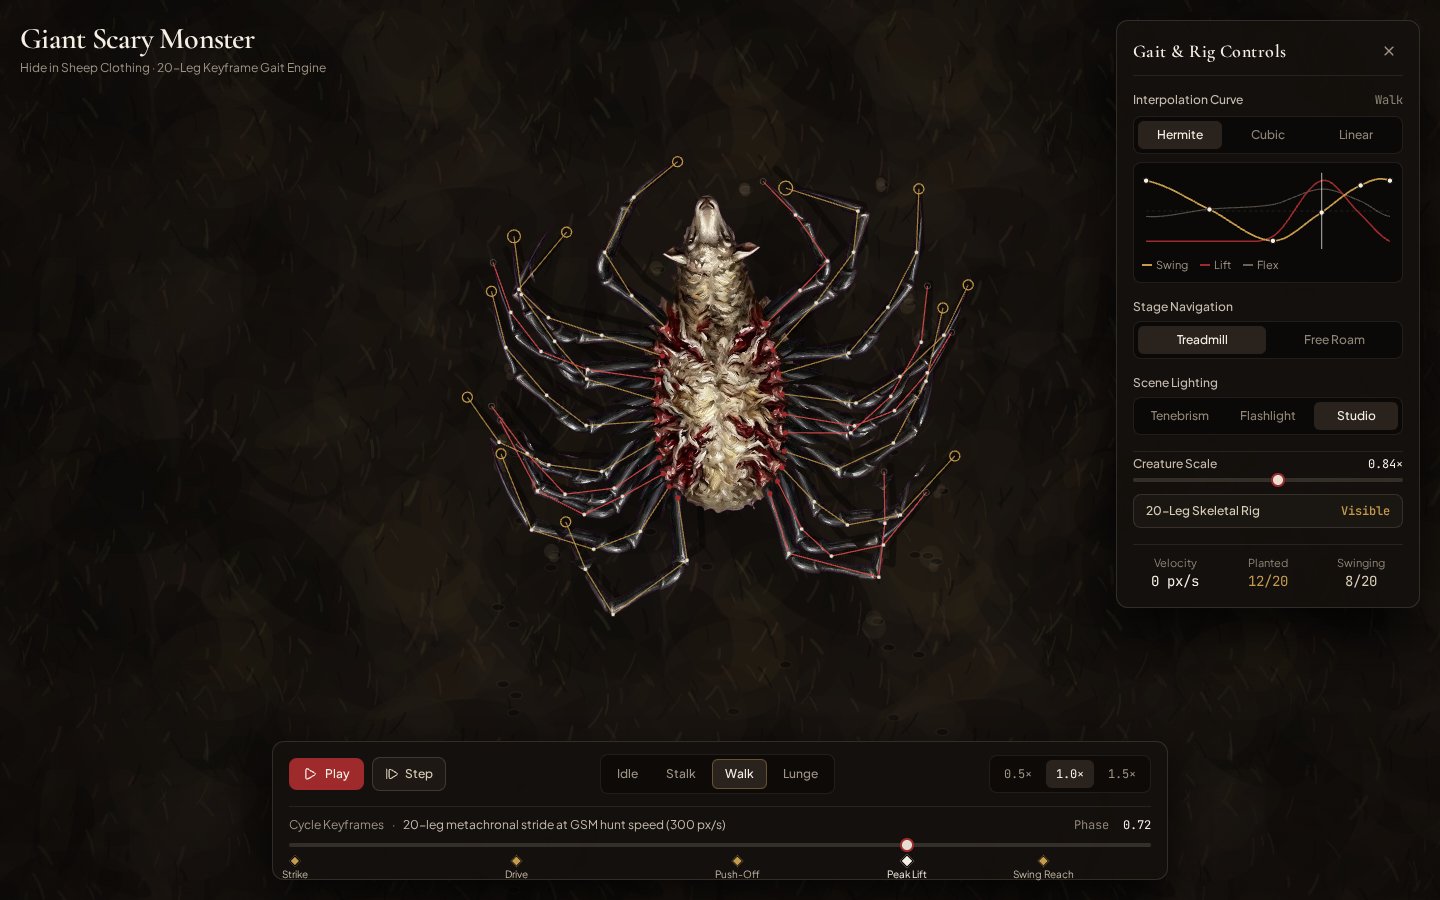 Giant Scary Monster
Hide in Sheep Clothing · 20-Leg Keyframe Gait Engine
Gait & Rig Controls
Interpolation Curve Walk
Hermite Cubic Linear
Swing Lift Flex
Stage Navigation
Treadmill Free Roam
Scene Lighting
Tenebrism Flashlight Studio
Creature Scale 0.84×
20-Leg Skeletal Rig Visible
Velocity Planted Swinging
0 px/s 12/20 8/20
Play Step Idle Stalk Walk Lunge 0.5× 1.0× 1.5×
Cycle Keyframes · 20-leg metachronal stride at GSM hunt speed (300 px/s) Phase 0.72
Strike Drive Push-Off Peak Lift Swing Reach